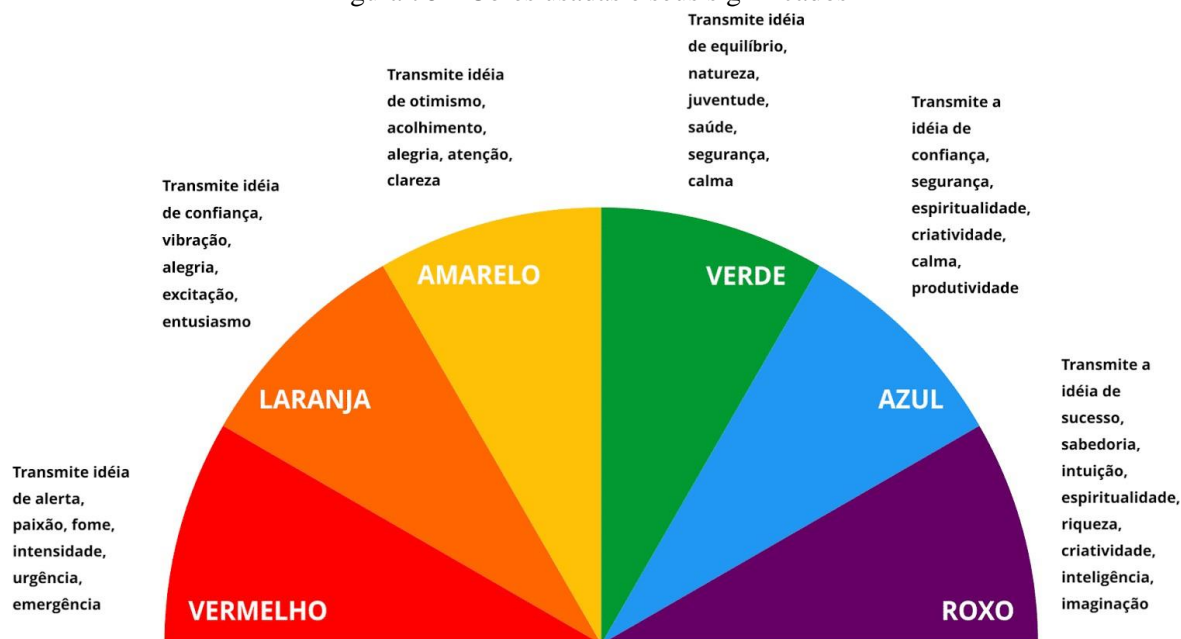 Transmite idéia
de equilíbrio,
natureza,
juventude,
saúde,
segurança,
calma
Transmite idéia
de otimismo,
acolhimento,
alegria, atenção,
clareza
Transmite a
idéia de
confiança,
segurança,
espiritualidade,
criatividade,
calma,
produtividade
Transmite idéia
de confiança,
vibração,
alegria,
excitação,
entusiasmo
AMARELO
VERDE
LARANJA
AZUL
Transmite a
idéia de
sucesso,
sabedoria,
intuição,
espiritualidade,
riqueza,
criatividade,
inteligência,
imaginação
Transmite idéia
de alerta,
paixão, fome,
intensidade,
urgência,
emergência
VERMELHO
ROXO